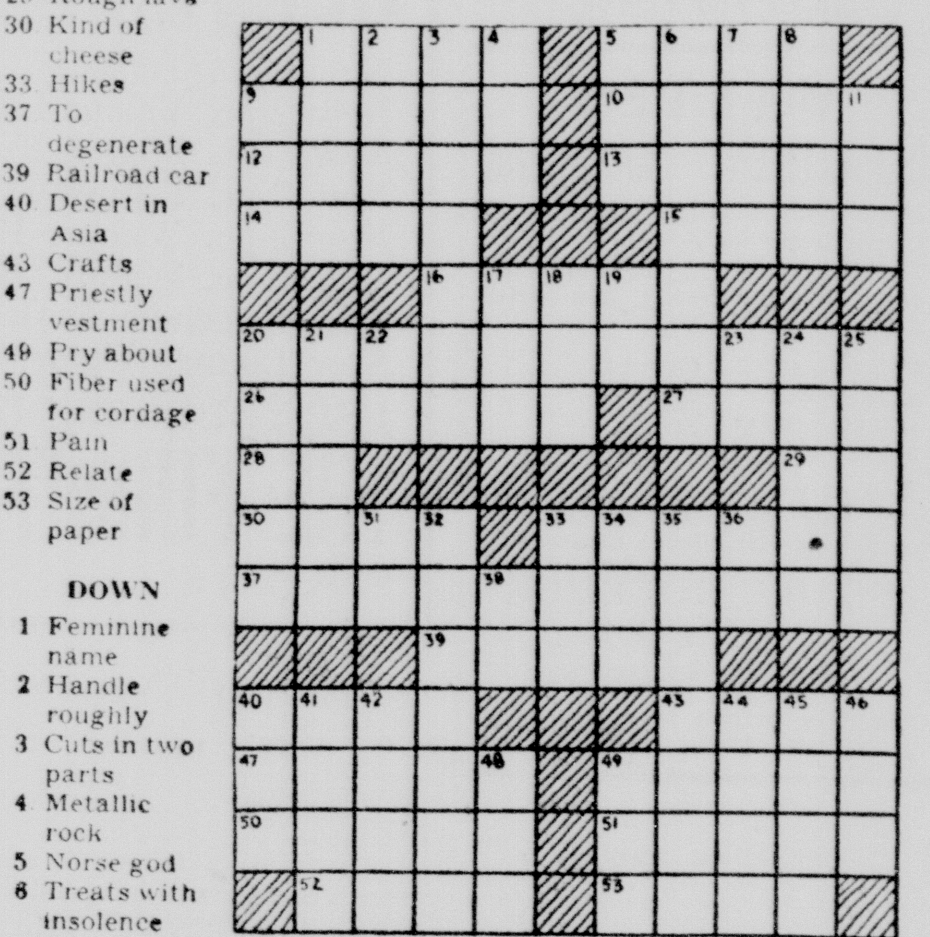 30 Kind of
cheese
33 Hikes
37 To
degenerate
39 Railroad car
40 Desert in
Asia
43 Crafts
47 Priestly
vestment
49 Pry about
50 Fiber used
for cordage
51 Pain
52 Relate
53 Size of
paper
DOWN
1 Feminine
name
2 Handle
roughly
3 Cuts in two
parts
4 Metallic
rock
5 Norse god
6 Treats with
insolence
1 2 3 4 5 6 7 8
9 10 11
12 13
14 15
16 17 18 19
20 21 22 23 24 25
26 27
28 29
30 31 32 33 34 35 36
37 38
39
40 41 42 43 44 45 46
47 48 49
50 51
52 53